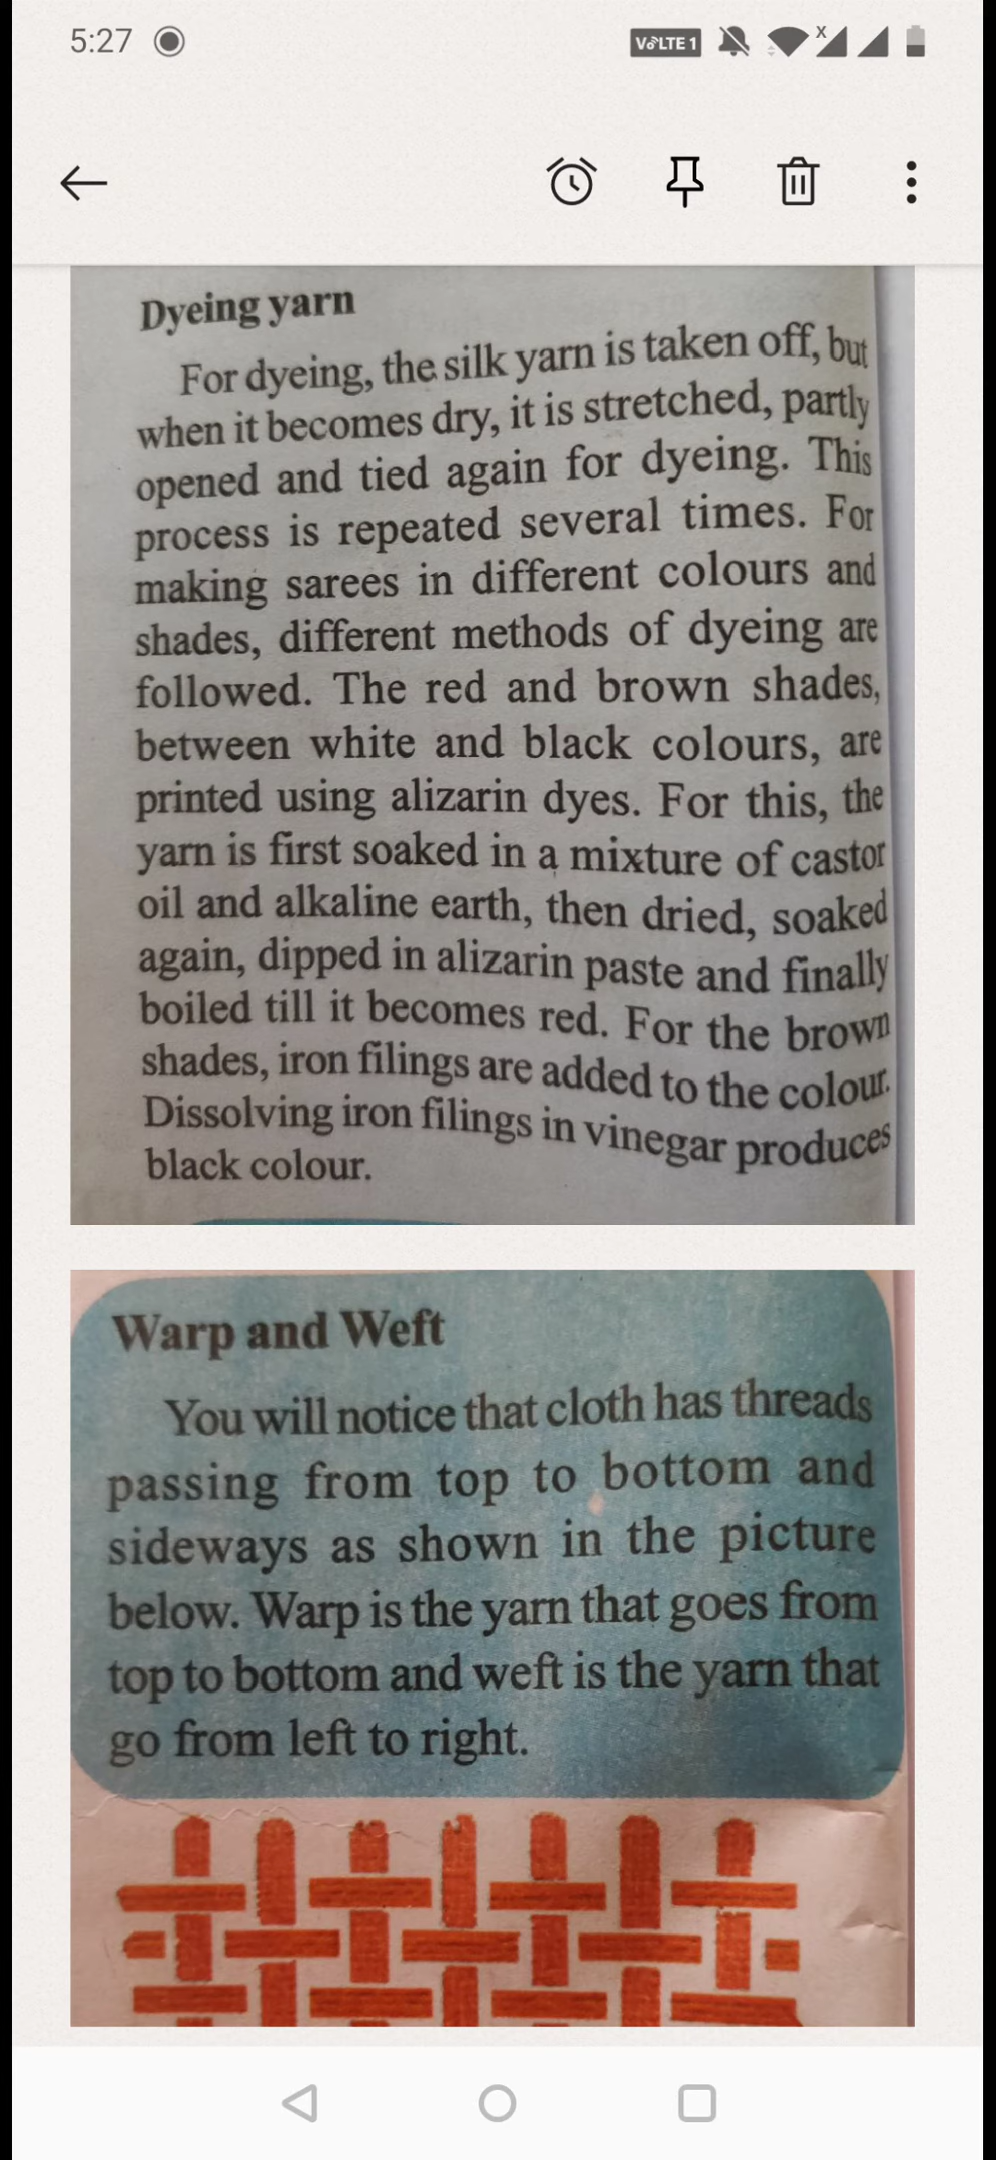 5:27
VoLTE 1
X
Dyeing yarn
For dyeing, the silk yarn is taken off, but
when it becomes dry, it is stretched, partly
opened and tied again for dyeing. This
process is repeated several times. For
making sarees in different colours and
shades, different methods of dyeing are
followed. The red and brown shades,
between white and black colours, are
printed using alizarin dyes. For this, the
yarn is first soaked in a mixture of castor
oil and alkaline earth, then dried, soaked
again, dipped in alizarin paste and finally
boiled till it becomes red. For the brown
shades, iron filings are added to the colour.
Dissolving iron filings in vinegar produces
black colour.
Warp and Weft
You will notice that cloth has threads
passing from top to bottom and
sideways as shown in the picture
below. Warp is the yarn that goes from
top to bottom and weft is the yarn that
go from left to right.